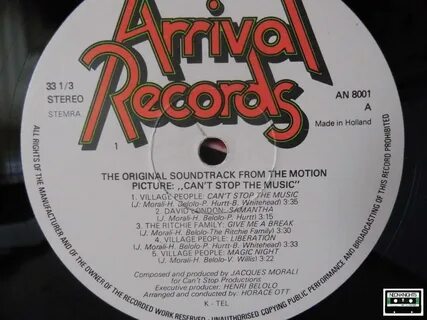 Arrival
Records
33 1/3
STEREO
STEMRA
AN 8001
A
Made in Holland
1
THE ORIGINAL SOUNDTRACK FROM THE MOTION
PICTURE: ,,CAN'T STOP THE MUSIC"
1. VILLAGE PEOPLE: CAN'T STOP THE MUSIC
(J. Morali-H. Belolo-P. Hurtt-B. Whitehead) 3:35
2. DAVID LONDON: SAMANTHA
(J. Morali-H. Belolo-P. Hurtt) 3:15
3. THE RITCHIE FAMILY: GIVE ME A BREAK
(J. Morali-H. Belolo-The Ritchie Family) 3.:
4. VILLAGE PEOPLE: LIBERATION
(J. Morali-H. Belolo-P. Hurtt-B. Whitehead)
5. VILLAGE PEOPLE: MAGIC NIGHT
(J. Morali-H. Belolo-V. Willis) 3:22
Composed and produced by JACQUES MORALI
for Can't Stop Productions
Executive producer: HENRI BELOLO
Arranged and conducted by: HORACE OTT
K - TEL
ALL RIGHTS OF THE MANUFACTURER AND OF THE OWNER OF THE RECORDED WORK RESERVED - UNAUTHORISED COPYING PUBLIC PERFORMANCE AND BROADCASTING OF THIS RECORD PROHIBITED